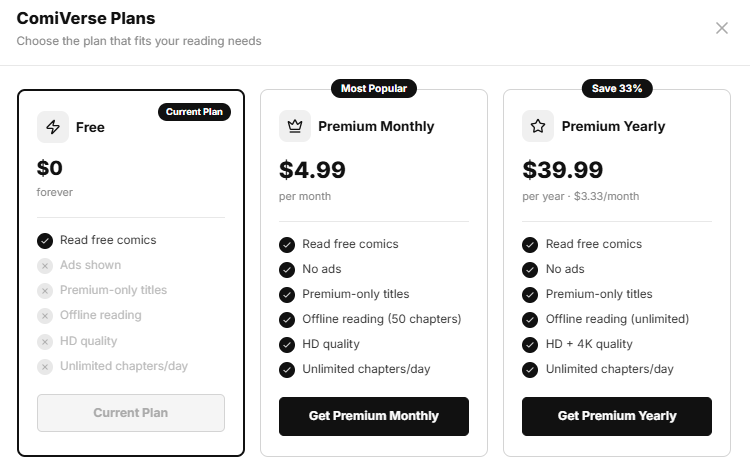 ComiVerse Plans
Choose the plan that fits your reading needs
Current Plan
Free
$0
forever
Read free comics
Ads shown
Premium-only titles
Offline reading
HD quality
Unlimited chapters/day
Current Plan
Most Popular
Premium Monthly
$4.99
per month
Read free comics
No ads
Premium-only titles
Offline reading (50 chapters)
HD quality
Unlimited chapters/day
Get Premium Monthly
Save 33%
Premium Yearly
$39.99
per year · $3.33/month
Read free comics
No ads
Premium-only titles
Offline reading (unlimited)
HD + 4K quality
Unlimited chapters/day
Get Premium Yearly